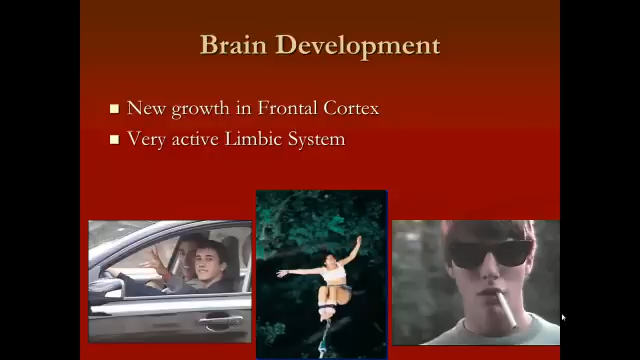 Brain Development
New growth in Frontal Cortex
Very active Limbic System